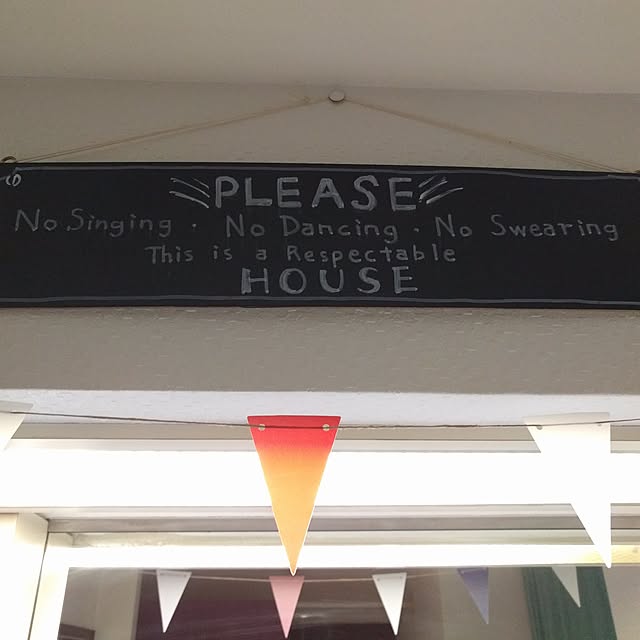 PLEASE
No Singing · No Dancing · No Swearing
This is a Respectable
HOUSE